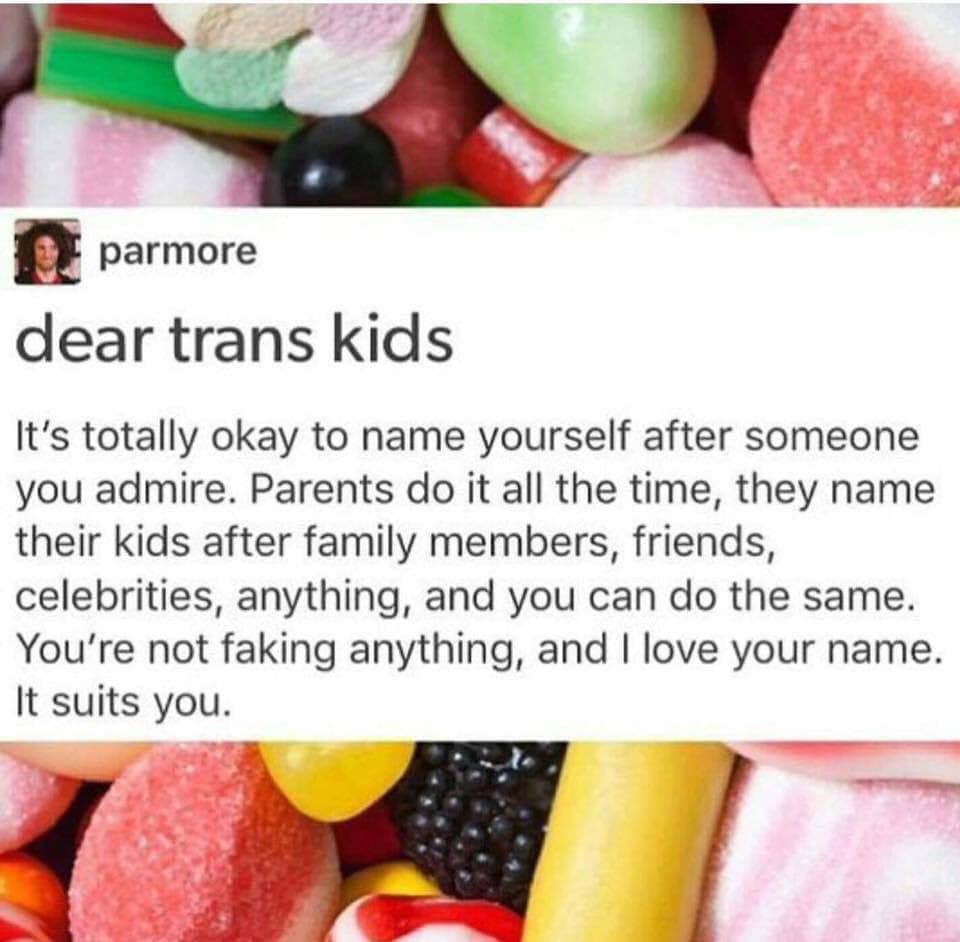 parmore
dear trans kids
It's totally okay to name yourself after someone
you admire. Parents do it all the time, they name
their kids after family members, friends,
celebrities, anything, and you can do the same.
You're not faking anything, and I love your name.
It suits you.